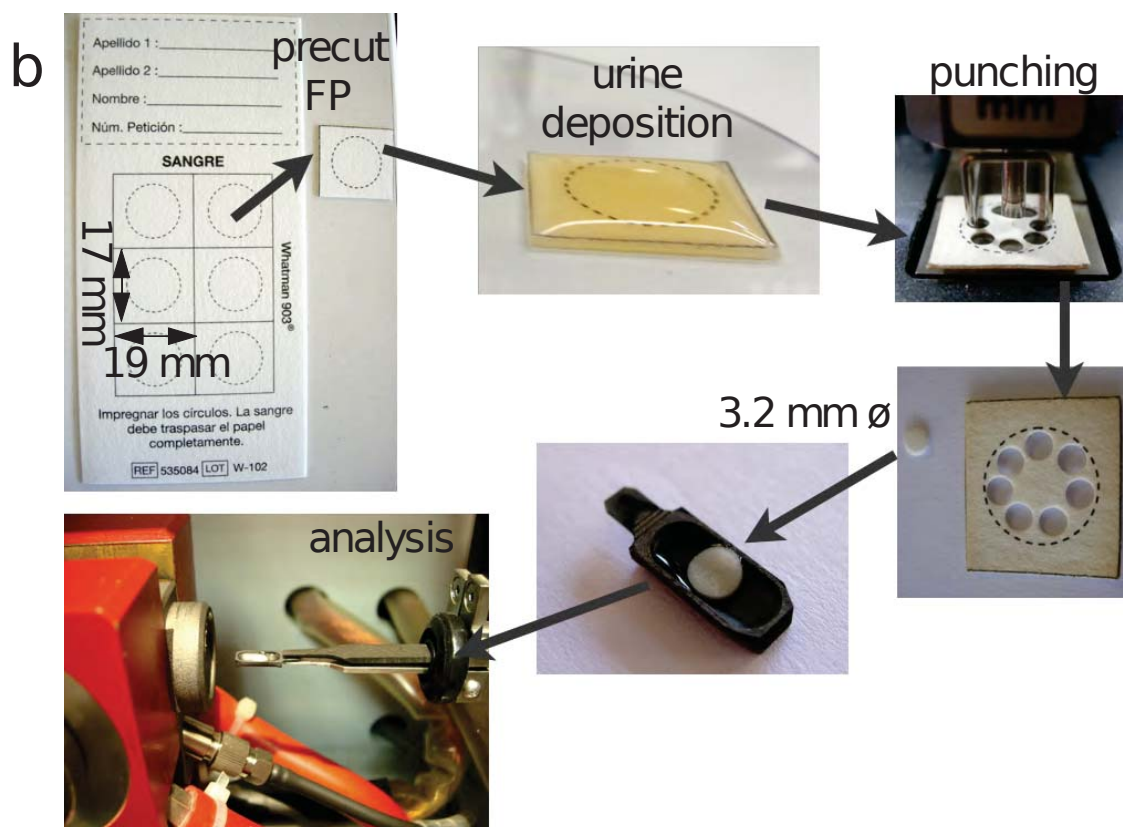 b
Apellido 1 :
Apellido 2 :
Nombre :
Núm. Petición :
precut
FP
SANGRE
17 mm
19 mm
Whatman 903®
Impregnar los círculos. La sangre
debe traspasar el papel
completamente.
REF 535084 LOT W-102
urine
deposition
punching
mm
3.2 mm ø
analysis